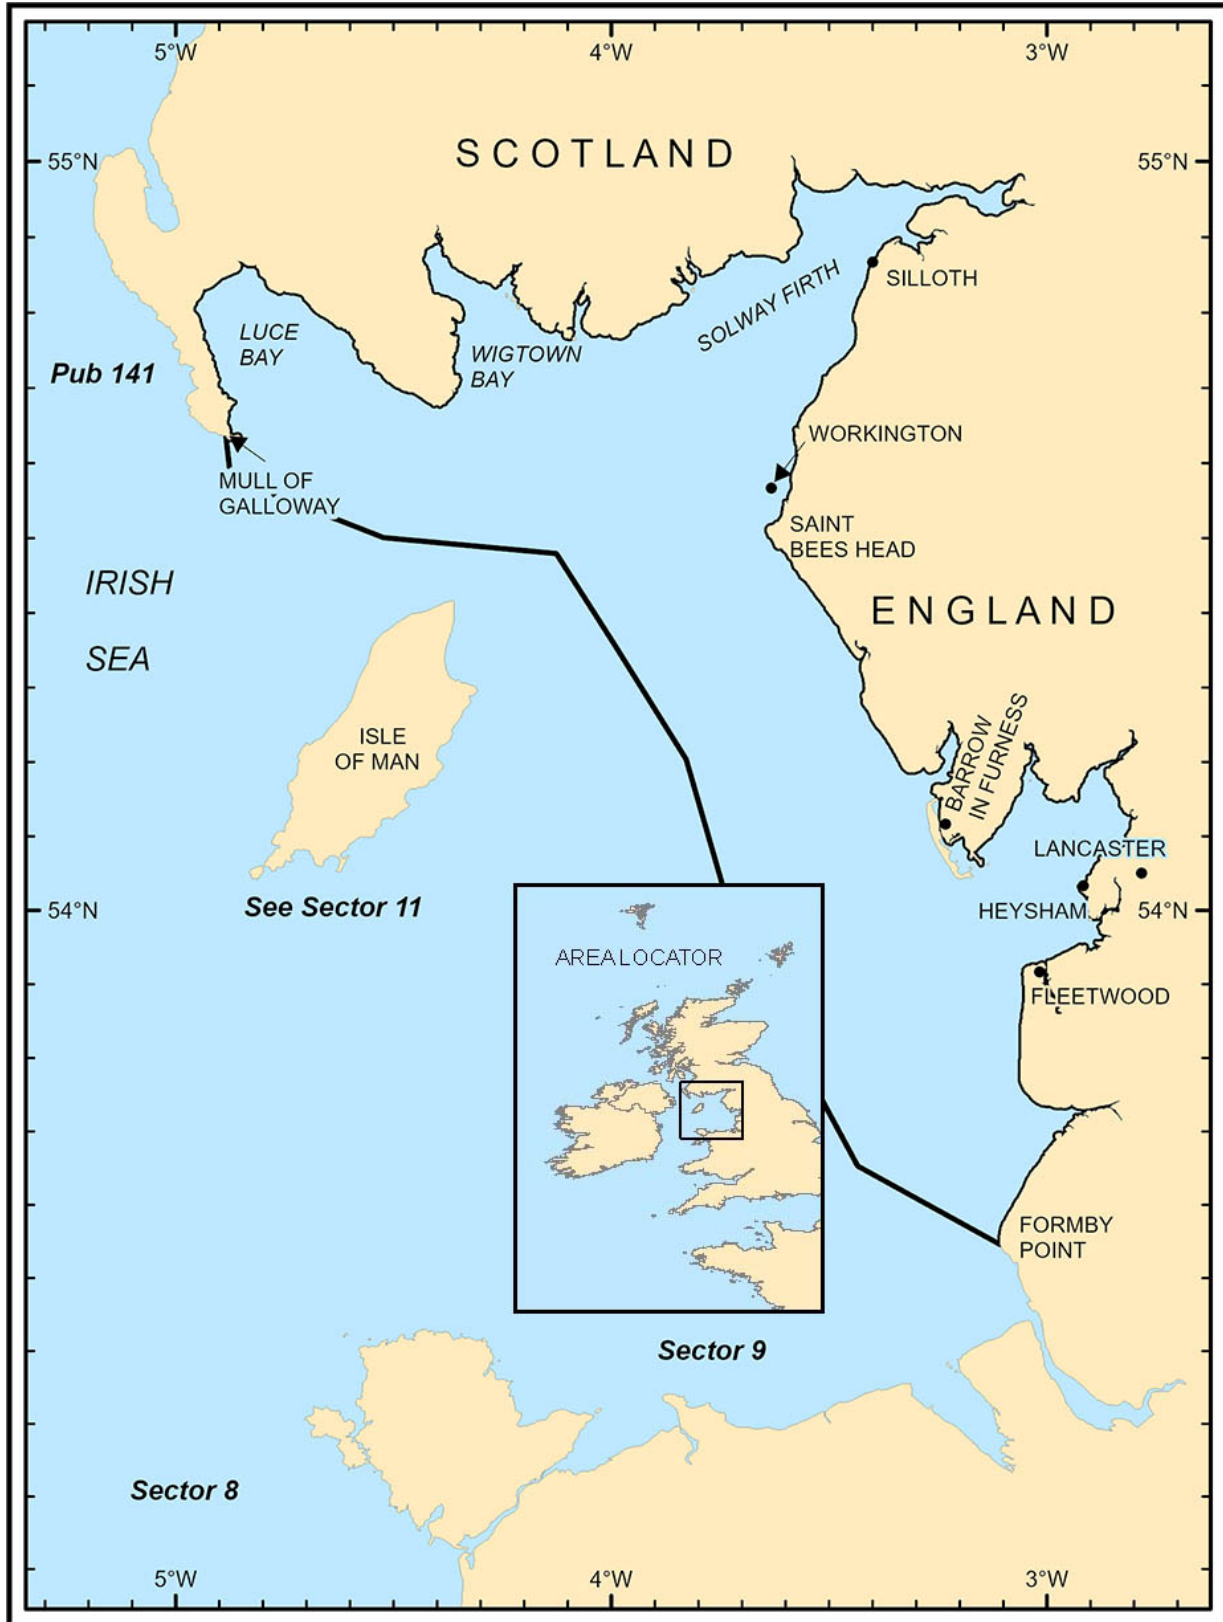 5°W
4°W
3°W
SCOTLAND
55°N
55°N
SILLOTH
SOLWAY FIRTH
LUCE
BAY
WIGTOWN
BAY
Pub 141
WORKINGTON
MULL OF
GALLOWAY
SAINT
BEES HEAD
IRISH
SEA
ENGLAND
ISLE
OF MAN
BARROW
IN FURNESS
LANCASTER
See Sector 11
54°N
HEYSHAM
54°N
AREA LOCATOR
FLEETWOOD
FORMBY
POINT
Sector 9
Sector 8
5°W
4°W
3°W